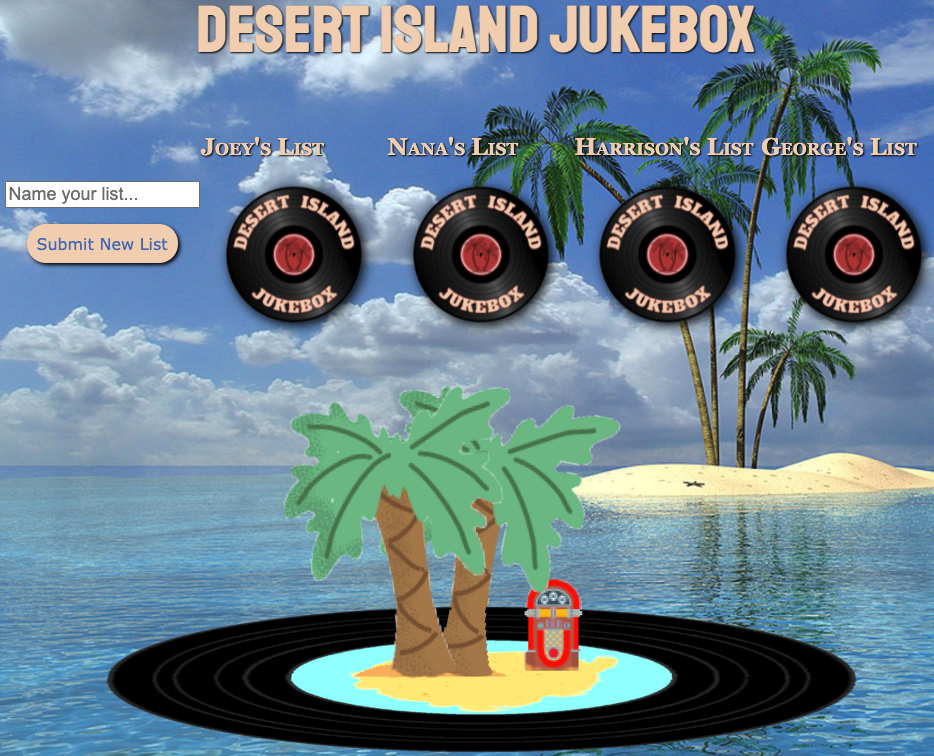 DESERT ISLAND JUKEBOX
Joey's List
Nana's List
Harrison's List
George's List
Name your list...
Submit New List
DESERT ISLAND
JUKEBOX
DESERT ISLAND
JUKEBOX
DESERT ISLAND
JUKEBOX
DESERT ISLAND
JUKEBOX